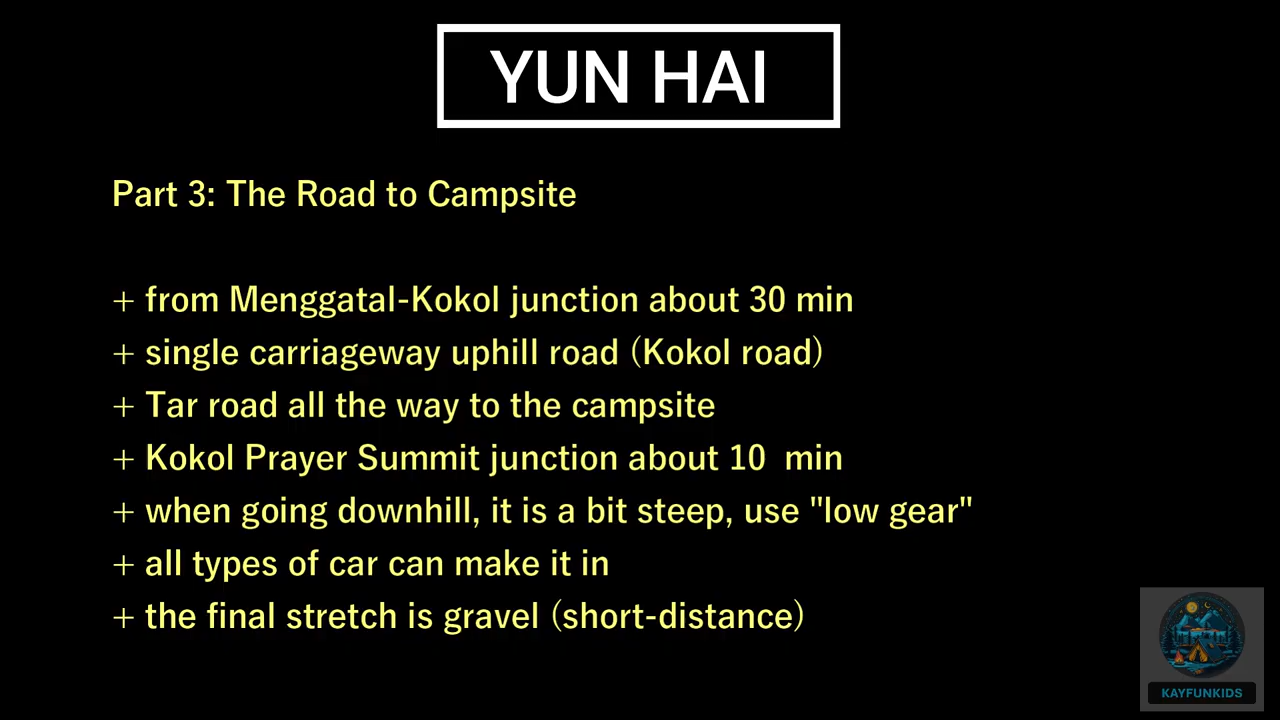 YUN HAI
Part 3: The Road to Campsite
+ from Menggatal-Kokol junction about 30 min
+ single carriageway uphill road (Kokol road)
+ Tar road all the way to the campsite
+ Kokol Prayer Summit junction about 10  min
+ when going downhill, it is a bit steep, use "low gear"
+ all types of car can make it in
+ the final stretch is gravel (short-distance)
KAYFUNKIDS